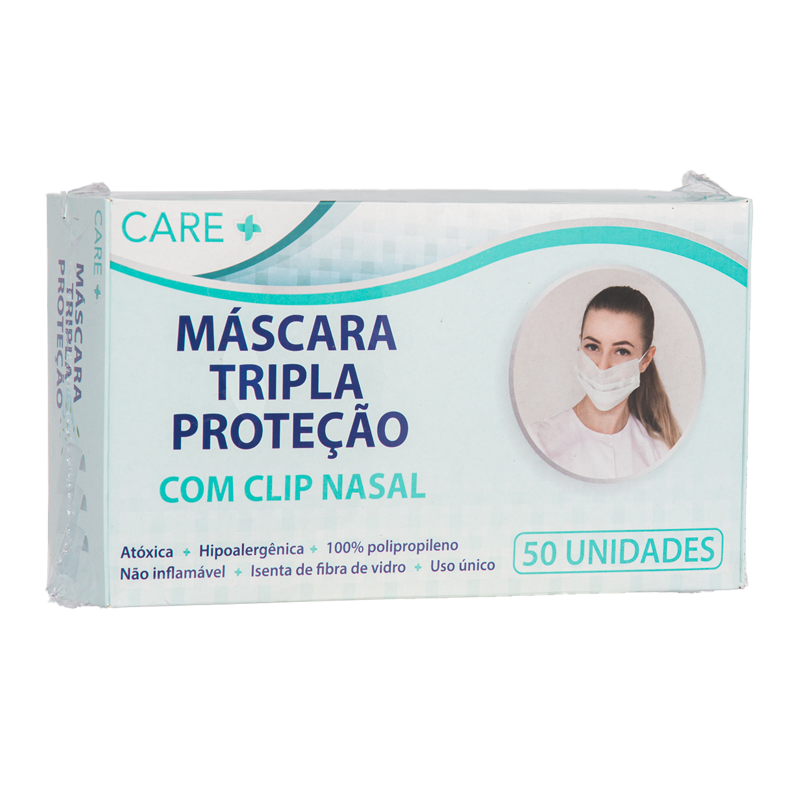 CARE +
MÁSCARA
TRIPLA
PROTEÇÃO
COM CLIP NASAL
Atóxica + Hipoalergênica + 100% polipropileno
Não inflamável + Isenta de fibra de vidro + Uso único
50 UNIDADES
CARE +
MÁSCARA
TRIPLA
PROTEÇÃO